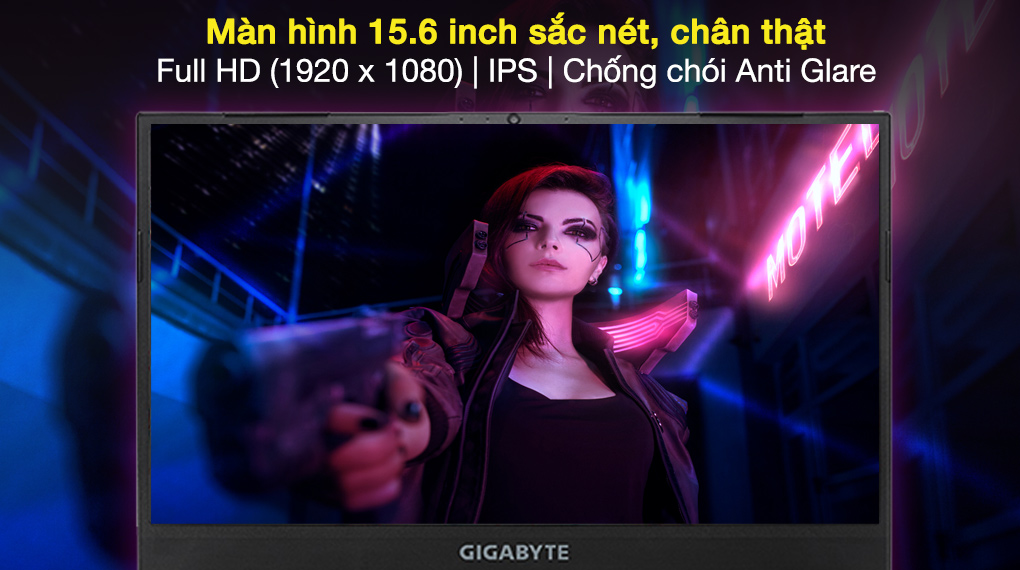 Màn hình 15.6 inch sắc nét, chân thật
Full HD (1920 x 1080) | IPS | Chống chói Anti Glare
MOTEL
GIGABYTE